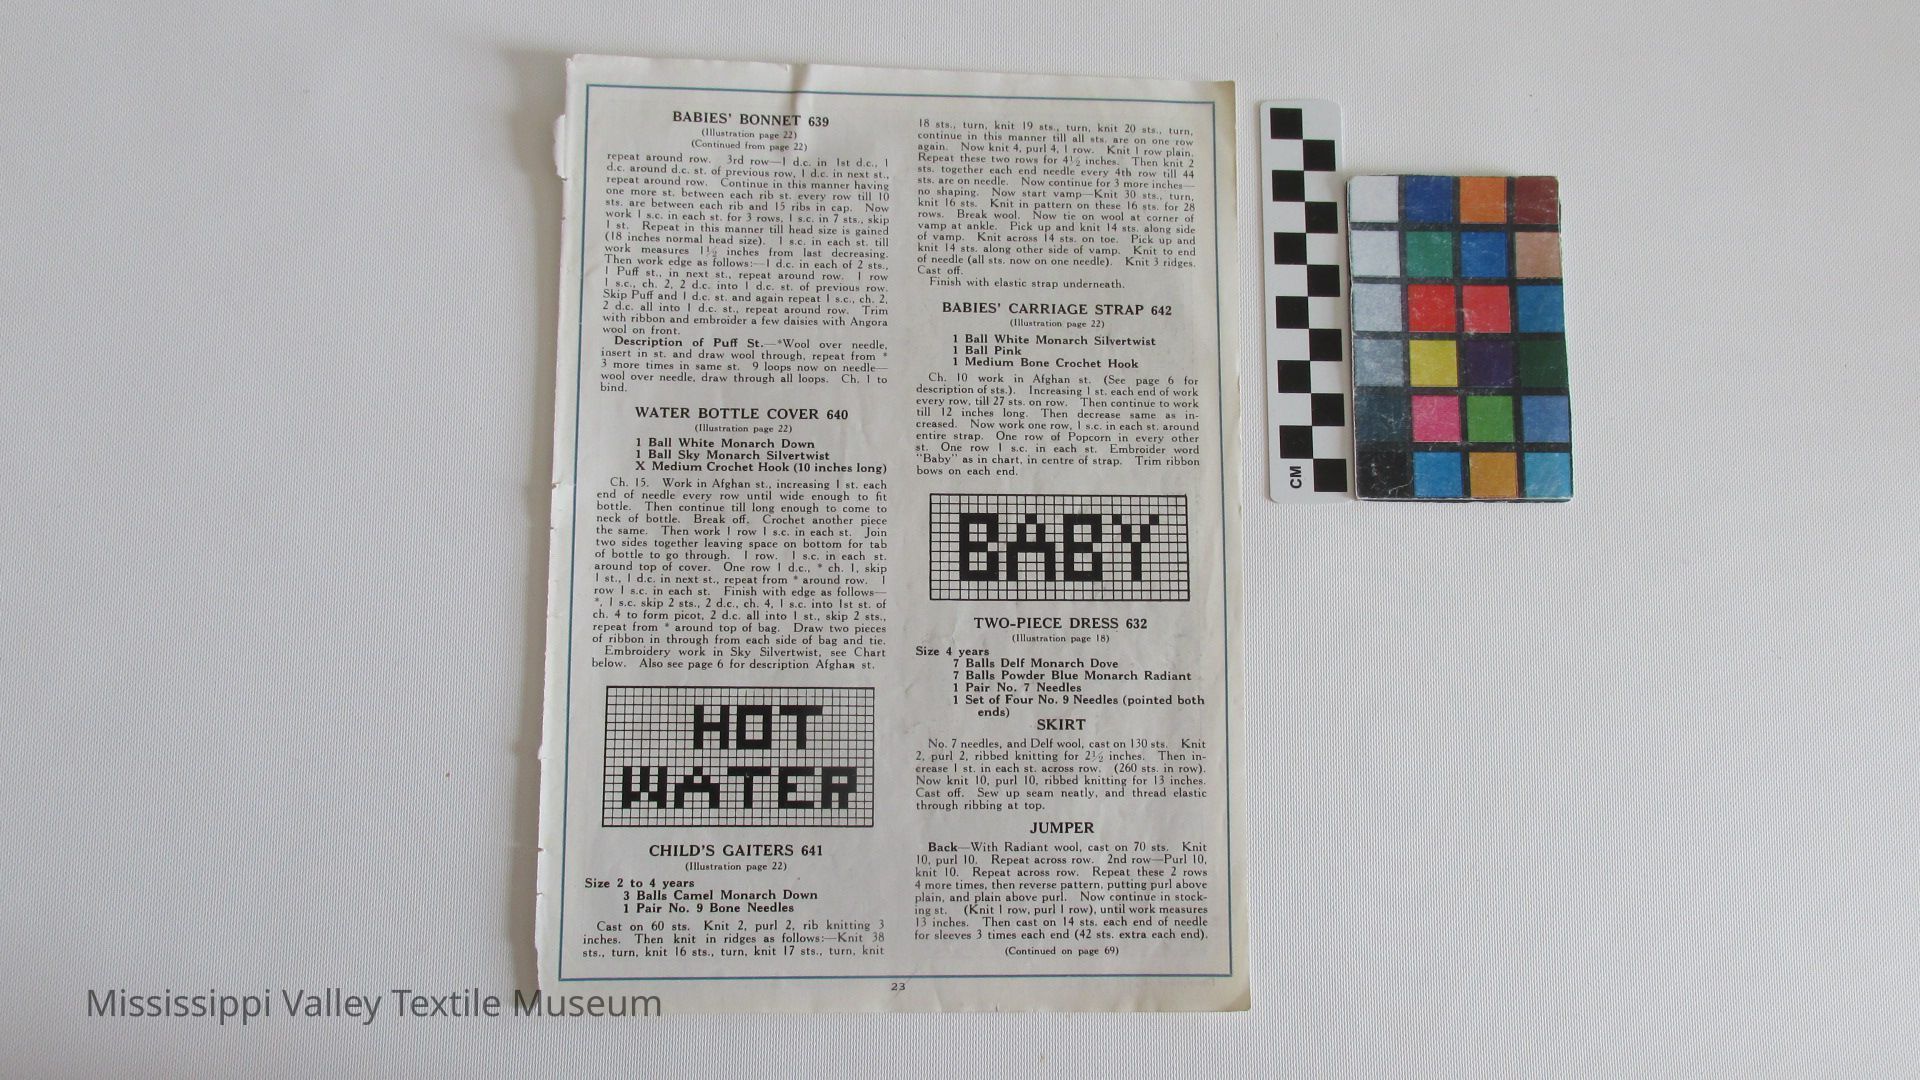 BABIES' BONNET 639
(Illustration page 22)
(Continued from page 22)
repeat around row. 3rd row—1 d.c. in 1st d.c., 1
d.c. around d.c. st. of previous row, 1 d.c. in next st.,
repeat around row. Continue in this manner having
one more st. between each rib st. every row till 10
sts. are between each rib and 15 ribs in cap. Now
work 1 s.c. in each st. for 3 rows, 1 s.c. in 7 sts., skip
1 st. Repeat in this manner till head size is gained
(18 inches normal head size). 1 s.c. in each st. till
work measures 1½ inches from last decreasing.
Then work edge as follows:—1 d.c. in each of 2 sts.,
1 Puff st., in next st., repeat around row. 1 row
1 s.c., ch. 2, 2 d.c. into 1 d.c. st. of previous row.
Skip Puff and 1 d.c. st. and again repeat 1 s.c., ch. 2,
2 d.c. all into 1 d.c. st., repeat around row. Trim
with ribbon and embroider a few daisies with Angora
wool on front.
Description of Puff St.—*Wool over needle,
insert in st. and draw wool through, repeat from *
3 more times in same st. 9 loops now on needle—
wool over needle, draw through all loops. Ch. 1 to
bind.
WATER BOTTLE COVER 640
(Illustration page 22)
1 Ball White Monarch Down
1 Ball Sky Monarch Silvertwist
X Medium Crochet Hook (10 inches long)
Ch. 15. Work in Afghan st., increasing 1 st. each
end of needle every row until wide enough to fit
bottle. Then continue till long enough to come to
neck of bottle. Break off. Crochet another piece
the same. Then work 1 row 1 s.c. in each st. Join
two sides together leaving space on bottom for tab
of bottle to go through. 1 row. 1 s.c. in each st.
around top of cover. One row 1 d.c., * ch. 1, skip
1 st., 1 d.c. in next st., repeat from * around row. 1
row 1 s.c. in each st. Finish with edge as follows—
*, 1 s.c. skip 2 sts., 2 d.c., ch. 4, 1 s.c. into 1st st. of
ch. 4 to form picot, 2 d.c. all into 1 st., skip 2 sts.,
repeat from * around top of bag. Draw two pieces
of ribbon in through from each side of bag and tie.
Embroidery work in Sky Silvertwist, see Chart
below. Also see page 6 for description Afghan st.
HOT
WATER
CHILD'S GAITERS 641
(Illustration page 22)
Size 2 to 4 years
3 Balls Camel Monarch Down
1 Pair No. 9 Bone Needles
Cast on 60 sts. Knit 2, purl 2, rib knitting 3
inches. Then knit in ridges as follows:—Knit 38
sts., turn, knit 16 sts., turn, knit 17 sts., turn, knit
18 sts., turn, knit 19 sts., turn, knit 20 sts., turn,
continue in this manner till all sts. are on one row
again. Now knit 4, purl 4, 1 row. Knit 1 row plain.
Repeat these two rows for 4½ inches. Then knit 2
sts. together each end needle every 4th row till 44
sts. are on needle. Now continue for 3 more inches—
no shaping. Now start vamp—Knit 30 sts., turn,
knit 16 sts. Knit in pattern on these 16 sts. for 28
rows. Break wool. Now tie on wool at corner of
vamp at ankle. Pick up and knit 14 sts. along side
of vamp. Knit across 14 sts. on toe. Pick up and
knit 14 sts. along other side of vamp. Knit to end
of needle (all sts. now on one needle). Knit 3 ridges.
Cast off.
Finish with elastic strap underneath.
BABIES' CARRIAGE STRAP 642
(Illustration page 22)
1 Ball White Monarch Silvertwist
1 Ball Pink
1 Medium Bone Crochet Hook
Ch. 10 work in Afghan st. (See page 6 for
description of sts.). Increasing 1 st. each end of work
every row, till 27 sts. on row. Then continue to work
till 12 inches long. Then decrease same as in-
creased. Now work one row, 1 s.c. in each st. around
entire strap. One row of Popcorn in every other
st. One row 1 s.c. in each st. Embroider word
"Baby" as in chart, in centre of strap. Trim ribbon
bows on each end.
BABY
TWO-PIECE DRESS 632
(Illustration page 18)
Size 4 years
7 Balls Delf Monarch Dove
7 Balls Powder Blue Monarch Radiant
1 Pair No. 7 Needles
1 Set of Four No. 9 Needles (pointed both
ends)
SKIRT
No. 7 needles, and Delf wool, cast on 130 sts. Knit
2, purl 2, ribbed knitting for 2½ inches. Then in-
crease 1 st. in each st. across row. (260 sts. in row).
Now knit 10, purl 10, ribbed knitting for 13 inches.
Cast off. Sew up seam neatly, and thread elastic
through ribbing at top.
JUMPER
Back—With Radiant wool, cast on 70 sts. Knit
10, purl 10. Repeat across row. 2nd row—Purl 10,
knit 10. Repeat across row. Repeat these 2 rows
4 more times, then reverse pattern, putting purl above
plain, and plain above purl. Now continue in stock-
ing st. (Knit 1 row, purl 1 row), until work measures
13 inches. Then cast on 14 sts. each end of needle
for sleeves 3 times each end (42 sts. extra each end).
(Continued on page 69)
23
CM
Mississippi Valley Textile Museum